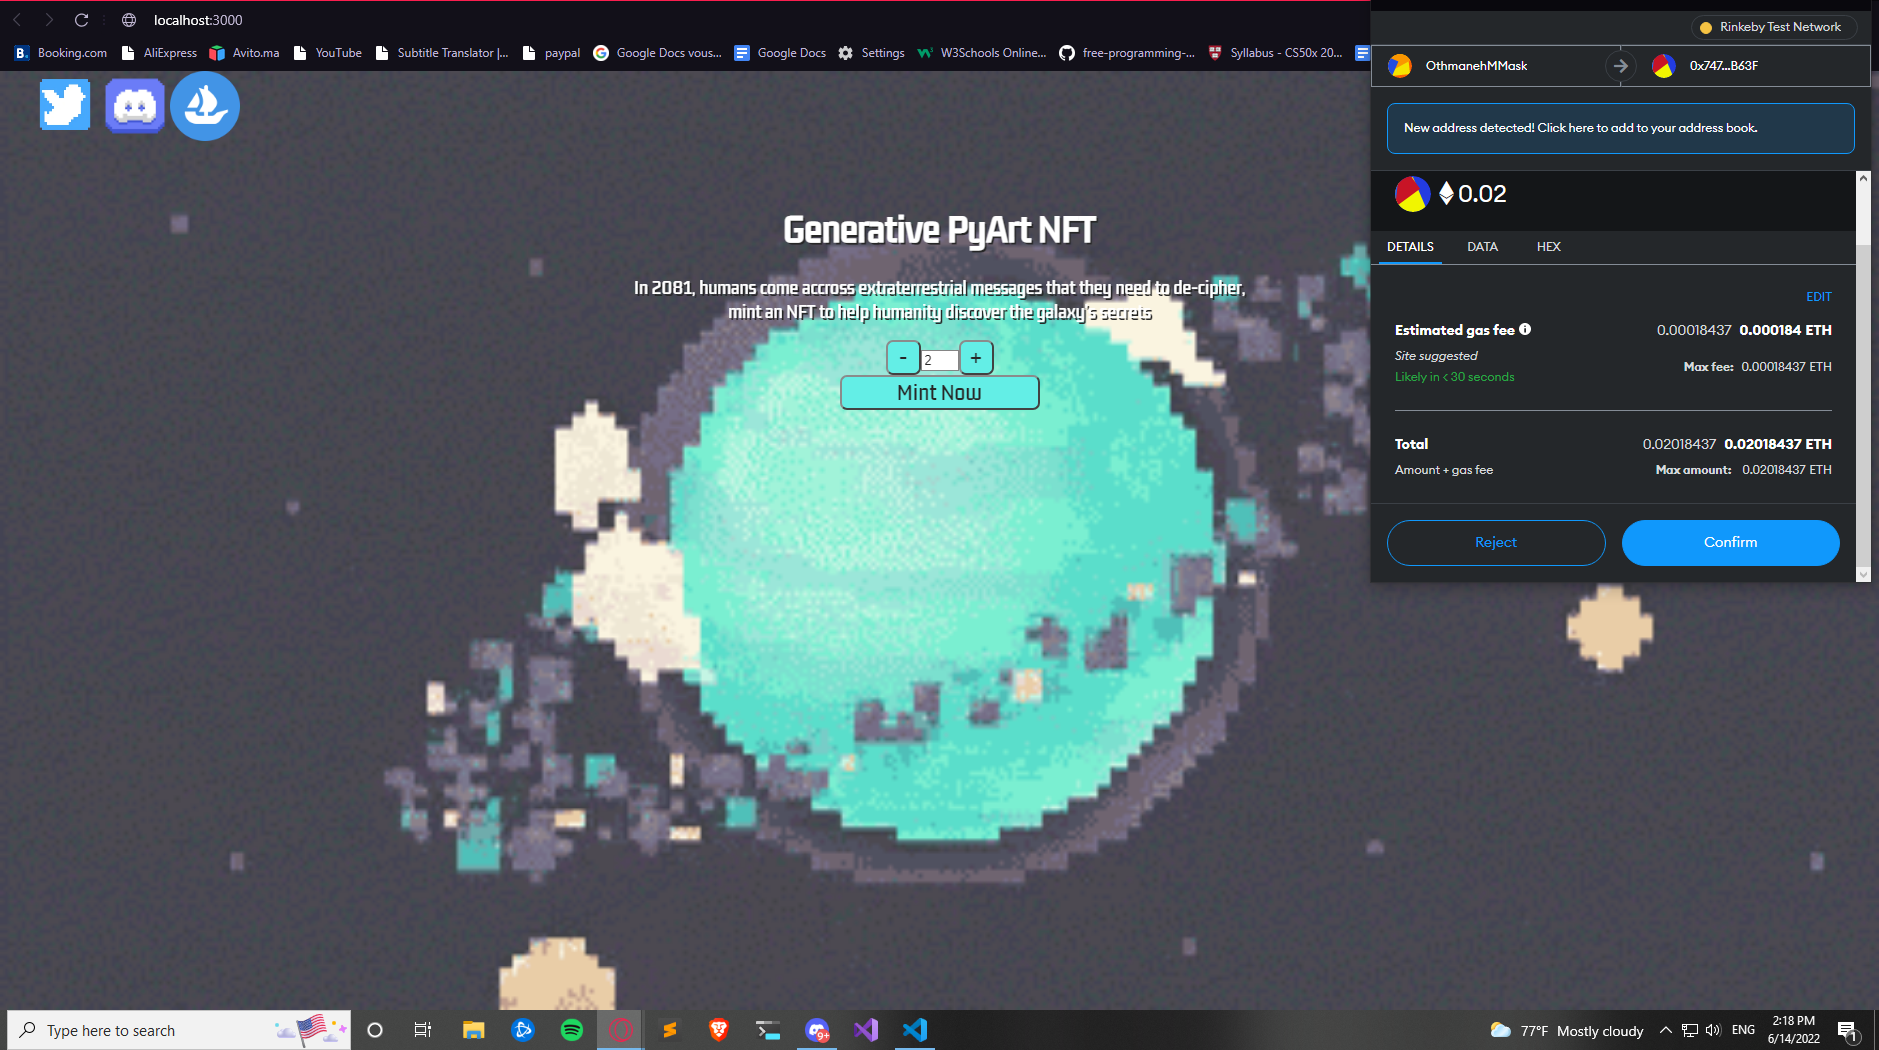 localhost:3000
Booking.com AliExpress Avito.ma YouTube Subtitle Translator |... paypal Google Docs vous... Google Docs Settings W3Schools Online... free-programming-... Syllabus - CS50x 20...
Generative PyArt NFT
In 2081, humans come accross extraterrestrial messages that they need to de-cipher,
mint an NFT to help humanity discover the galaxy's secrets
- 2 +
Mint Now
Rinkeby Test Network
OthmanehMMask 0x747...B63F
New address detected! Click here to add to your address book.
0.02
DETAILS DATA HEX
EDIT
Estimated gas fee 0.00018437 0.000184 ETH
Site suggested Max fee: 0.00018437 ETH
Likely in < 30 seconds
Total 0.02018437 0.02018437 ETH
Amount + gas fee Max amount: 0.02018437 ETH
Reject Confirm
Type here to search 9+ 77°F Mostly cloudy ENG 2:18 PM
6/14/2022 1